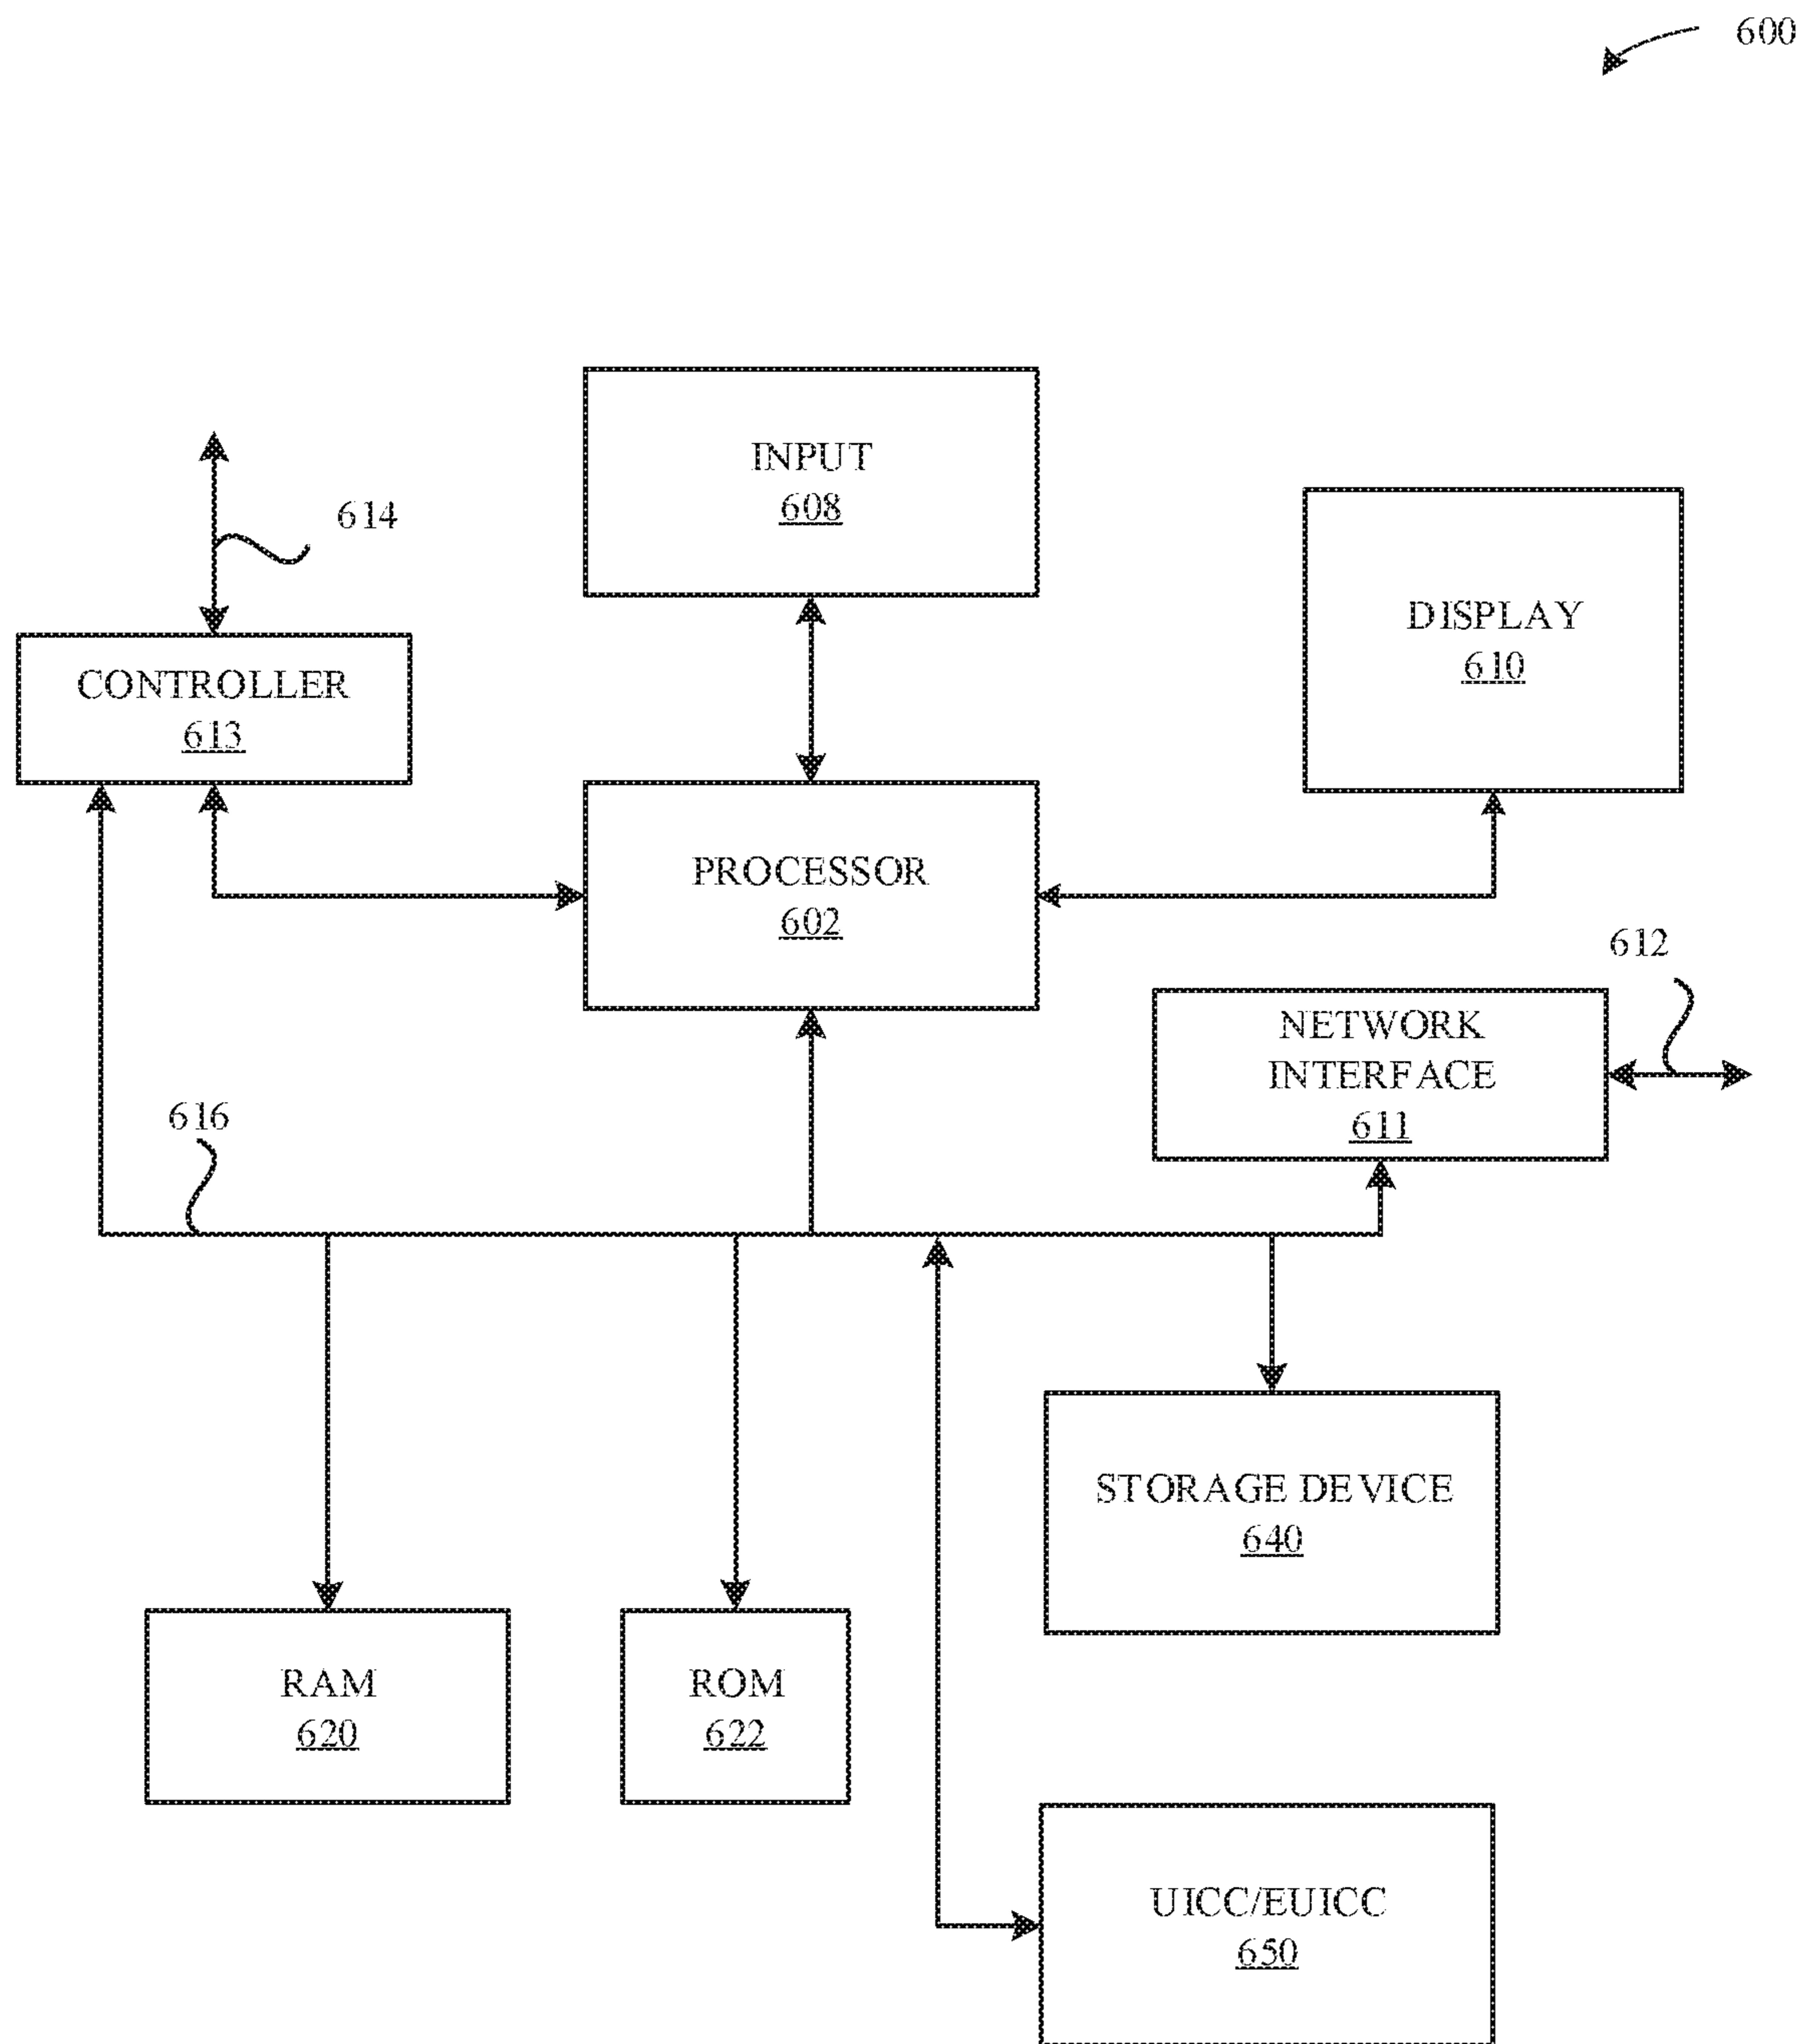 600
INPUT
608
614
DISPLAY
610
CONTROLLER
613
PROCESSOR
602
612
NETWORK
INTERFACE
611
616
STORAGE DEVICE
640
RAM
620
ROM
622
UICC/EUICC
650